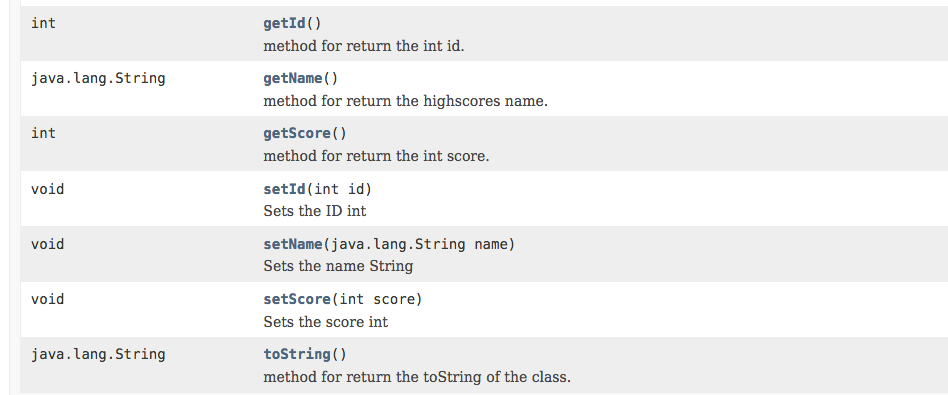 int getId()
method for return the int id.
java.lang.String getName()
method for return the highscores name.
int getScore()
method for return the int score.
void setId(int id)
Sets the ID int
void setName(java.lang.String name)
Sets the name String
void setScore(int score)
Sets the score int
java.lang.String toString()
method for return the toString of the class.